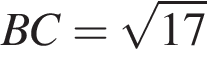 BC = √17